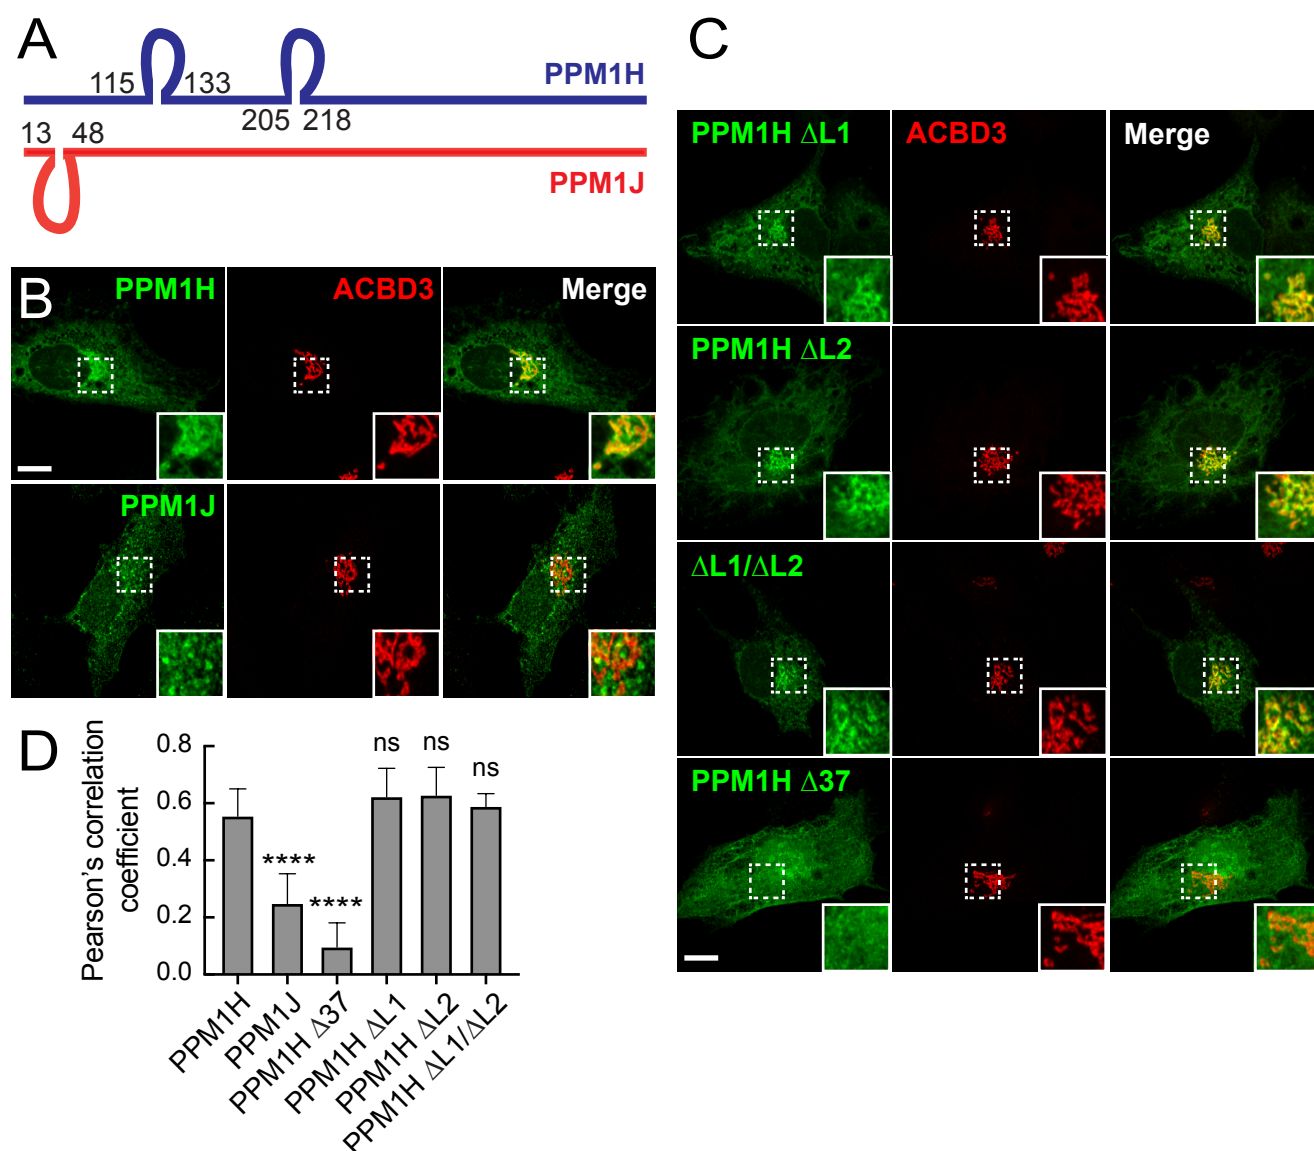 A
115
133
PPM1H
205
218
13
48
PPM1J
B
PPM1H
ACBD3
Merge
PPM1J
C
PPM1H ΔL1
ACBD3
Merge
PPM1H ΔL2
ΔL1/ΔL2
PPM1H Δ37
D
Pearson's correlation
coefficient
0.8
0.6
0.4
0.2
0.0
****
****
ns
ns
ns
PPM1H
PPM1J
PPM1H Δ37
PPM1H ΔL1
PPM1H ΔL2
PPM1H ΔL1/ΔL2